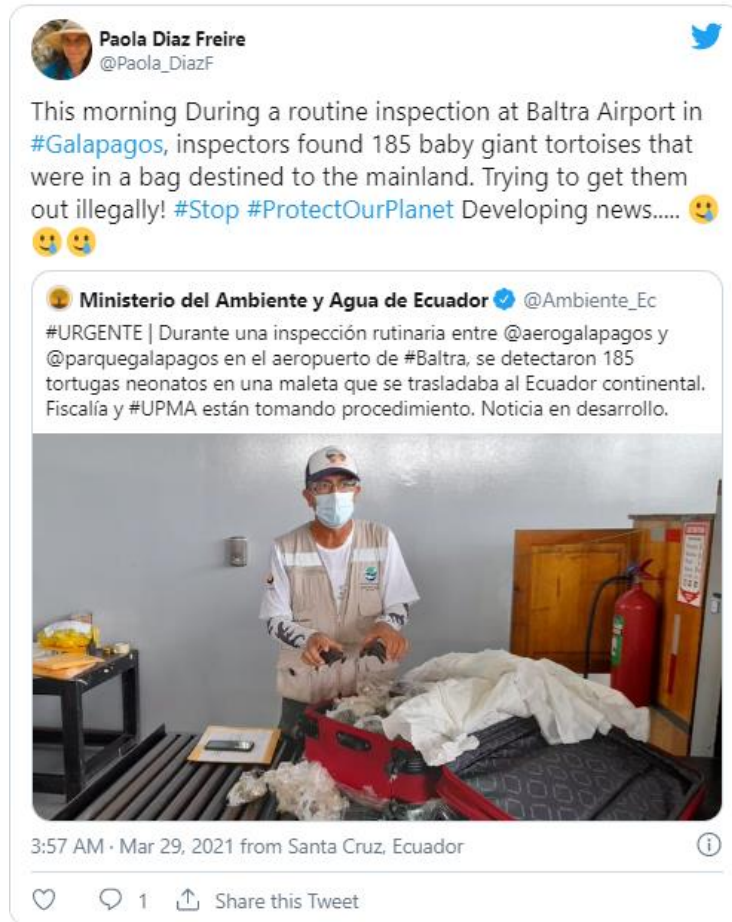 Paola Diaz Freire
@Paola_DiazF
This morning During a routine inspection at Baltra Airport in
#Galapagos, inspectors found 185 baby giant tortoises that
were in a bag destined to the mainland. Trying to get them
out illegally! #Stop #ProtectOurPlanet Developing news..... 🥲
🥲🥲
Ministerio del Ambiente y Agua de Ecuador @Ambiente_Ec
#URGENTE | Durante una inspección rutinaria entre @aerogalapagos y
@parquegalapagos en el aeropuerto de #Baltra, se detectaron 185
tortugas neonatos en una maleta que se trasladaba al Ecuador continental.
Fiscalía y #UPMA están tomando procedimiento. Noticia en desarrollo.
3:57 AM · Mar 29, 2021 from Santa Cruz, Ecuador
1 Share this Tweet